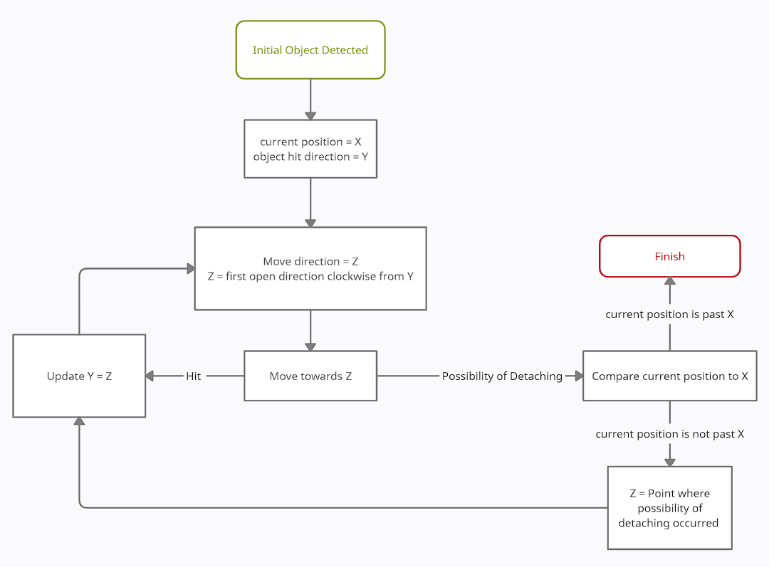 Initial Object Detected
current position = X
object hit direction = Y
Move direction = Z
Z = first open direction clockwise from Y
Finish
current position is past X
Update Y = Z
Hit
Move towards Z
Possibility of Detaching
Compare current position to X
current position is not past X
Z = Point where
possibility of
detaching occurred